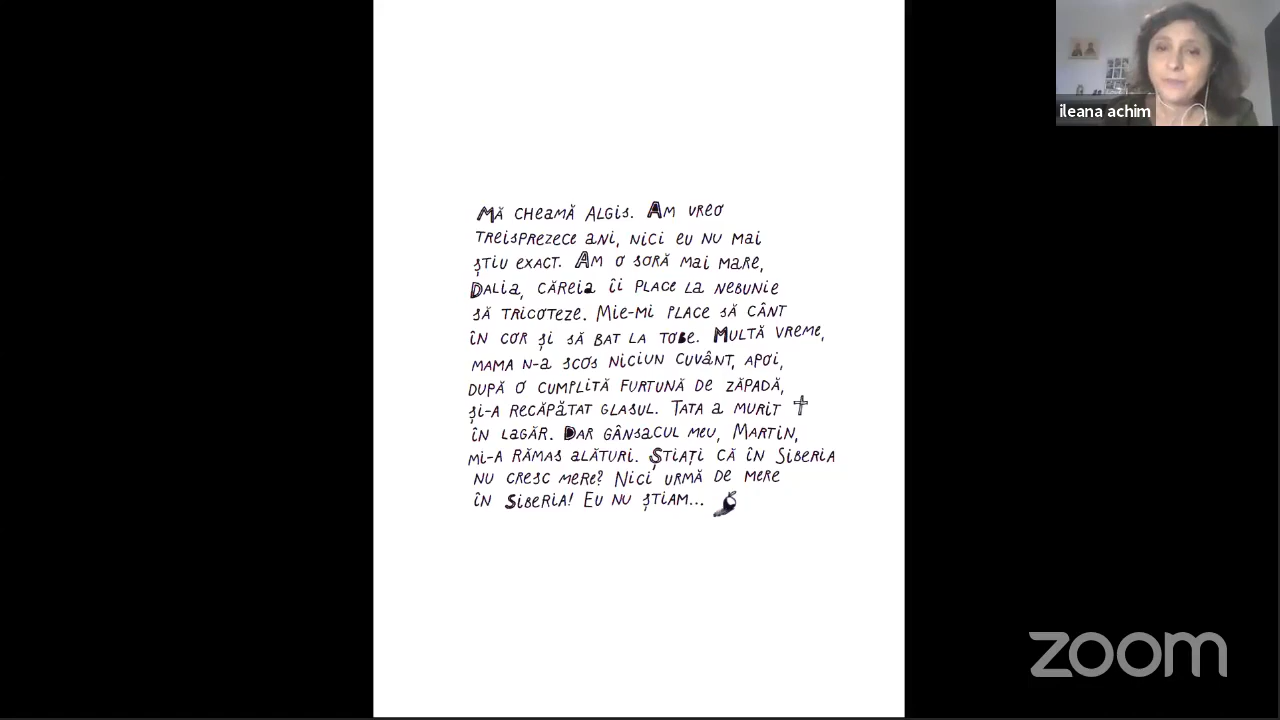 ileana achim
Mă cheamă Algis. Am vreo
treisprezece ani, nici eu nu mai
știu exact. Am o soră mai mare,
Dalia, căreia îi place la nebunie
să tricoteze. Mie-mi place să cânt
în cor și să bat la tobe. Multă vreme,
mama n-a scos niciun cuvânt, apoi,
după o cumplită furtună de zăpadă,
și-a recăpătat glasul. Tata a murit
în lagăr. Dar gânsacul meu, Martin,
mi-a rămas alături. Știați că în Siberia
nu cresc mere? Nici urmă de mere
în Siberia! Eu nu știam...
zoom